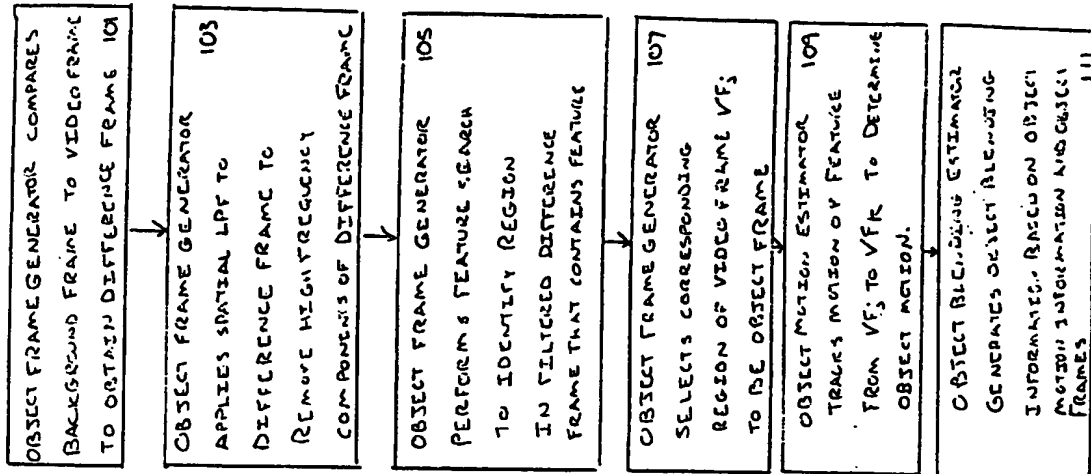 OBJECT FRAME GENERATOR COMPARES
BACKGROUND FRAME TO VIDEO FRAME
TO OBTAIN DIFFERENCE FRAME 101
OBJECT FRAME GENERATOR 103
APPLIES SPATIAL LPF TO
DIFFERENCE FRAME TO
REMOVE HIGH FREQUENCY
COMPONENTS OF DIFFERENCE FRAME
OBJECT FRAME GENERATOR 105
PERFORMS FEATURE SEARCH
TO IDENTIFY REGION
IN FILTERED DIFFERENCE
FRAME THAT CONTAINS FEATURE
OBJECT FRAME GENERATOR 107
SELECTS CORRESPONDING
REGION OF VIDEO FRAME VFj
TO BE OBJECT FRAME
OBJECT MOTION ESTIMATOR 109
TRACKS MOTION OF FEATURE
FROM VFj TO VFK TO DETERMINE
OBJECT MOTION.
OBJECT BLENDING ESTIMATOR
GENERATES OBJECT BLENDING
INFORMATION BASED ON OBJECT
MOTION INFORMATION AND OBJECT
FRAMES 111